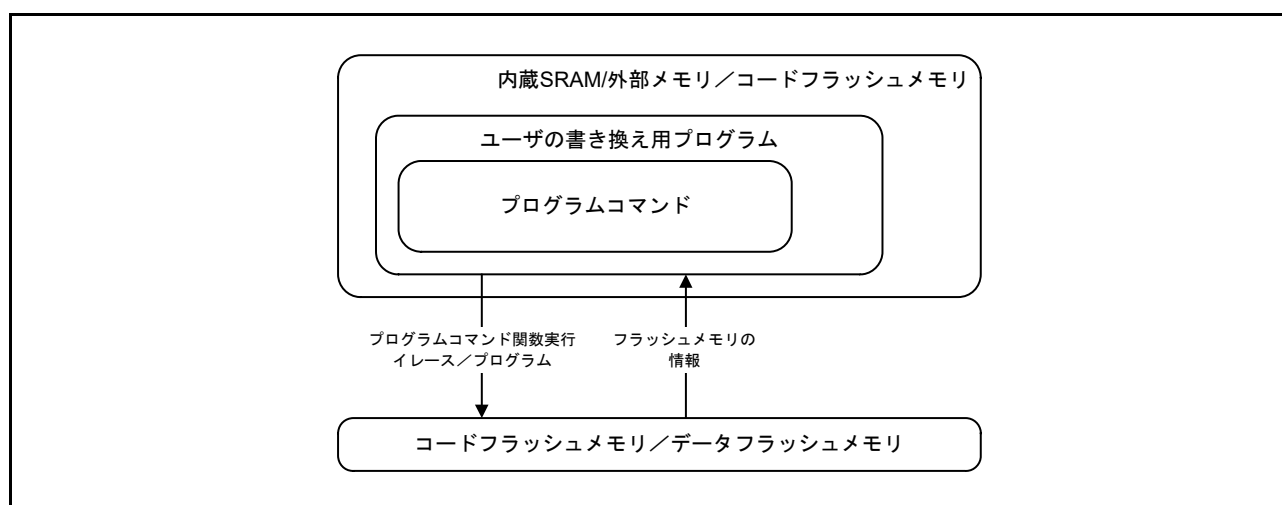 内蔵SRAM/外部メモリ／コードフラッシュメモリ
ユーザの書き換え用プログラム
プログラムコマンド
プログラムコマンド関数実行
イレース／プログラム
フラッシュメモリの
情報
コードフラッシュメモリ／データフラッシュメモリ